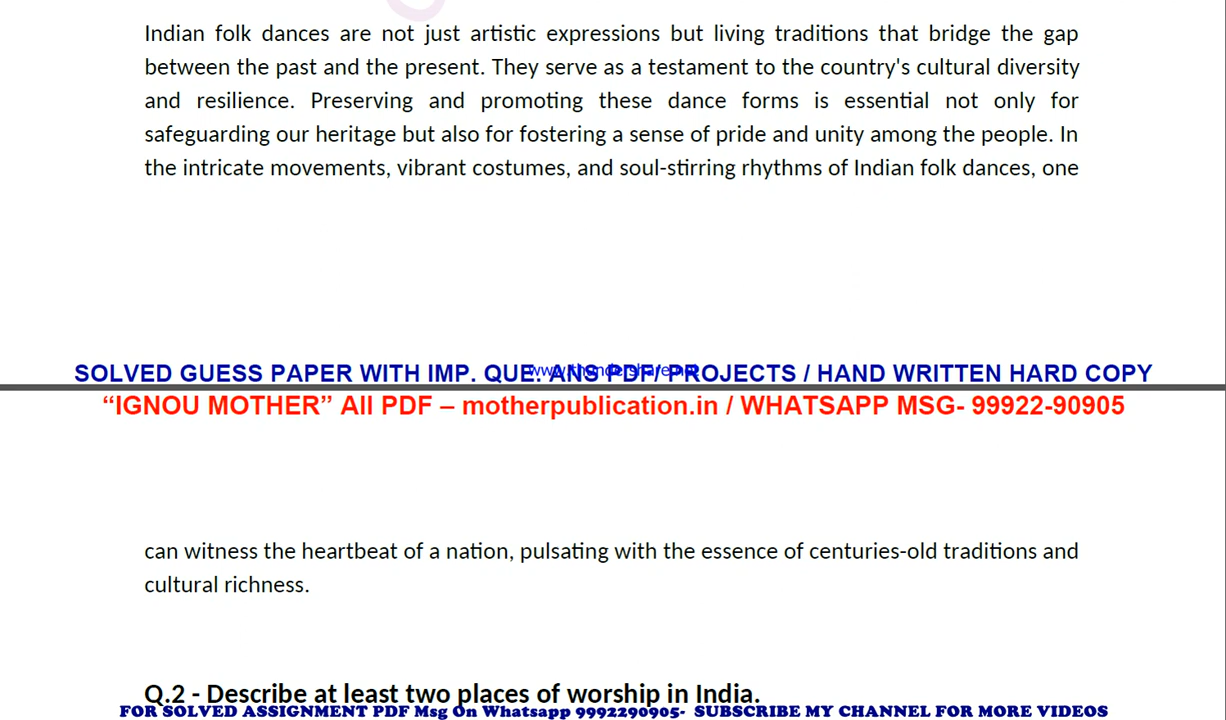 Indian folk dances are not just artistic expressions but living traditions that bridge the gap
between the past and the present. They serve as a testament to the country's cultural diversity
and resilience. Preserving and promoting these dance forms is essential not only for
safeguarding our heritage but also for fostering a sense of pride and unity among the people. In
the intricate movements, vibrant costumes, and soul-stirring rhythms of Indian folk dances, one
SOLVED GUESS PAPER WITH IMP. QUE. ANS PDF/ PROJECTS / HAND WRITTEN HARD COPY
“IGNOU MOTHER” All PDF – motherpublication.in / WHATSAPP MSG- 99922-90905
can witness the heartbeat of a nation, pulsating with the essence of centuries-old traditions and
cultural richness.
Q.2 - Describe at least two places of worship in India.
FOR SOLVED ASSIGNMENT PDF Msg On Whatsapp 9992290905- SUBSCRIBE MY CHANNEL FOR MORE VIDEOS